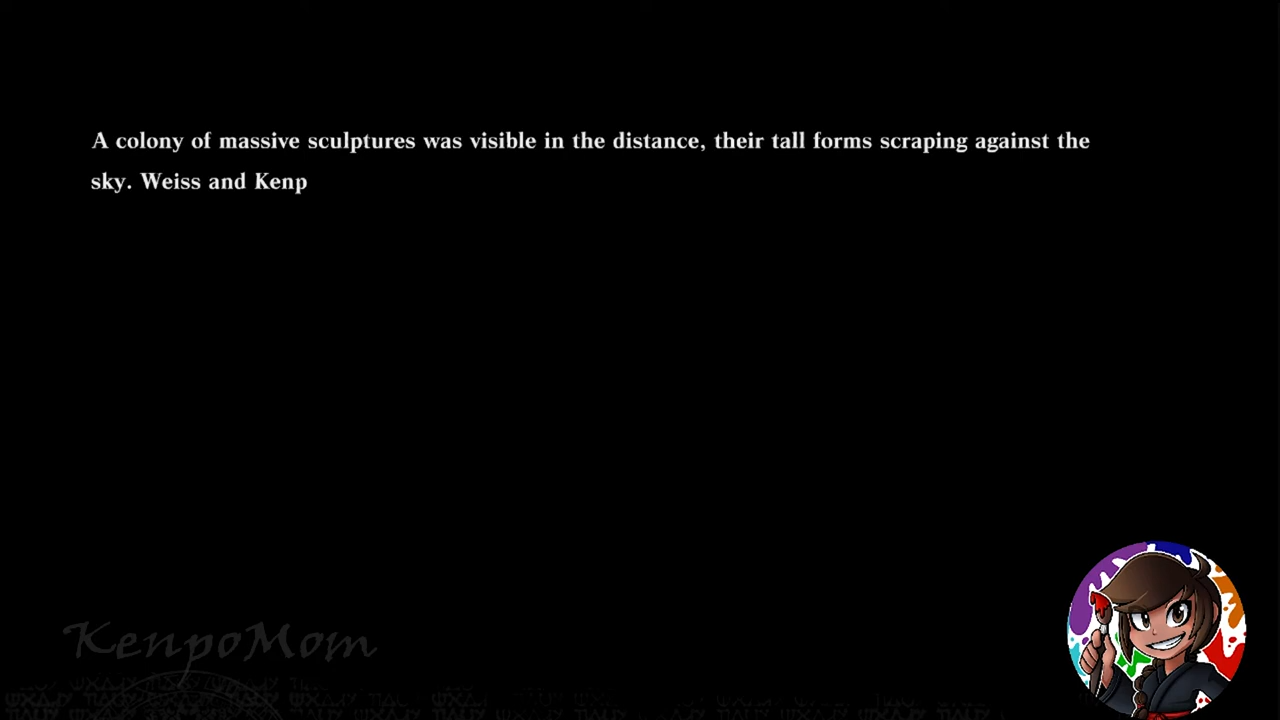 A colony of massive sculptures was visible in the distance, their tall forms scraping against the
sky. Weiss and Kenp
KenpoMom